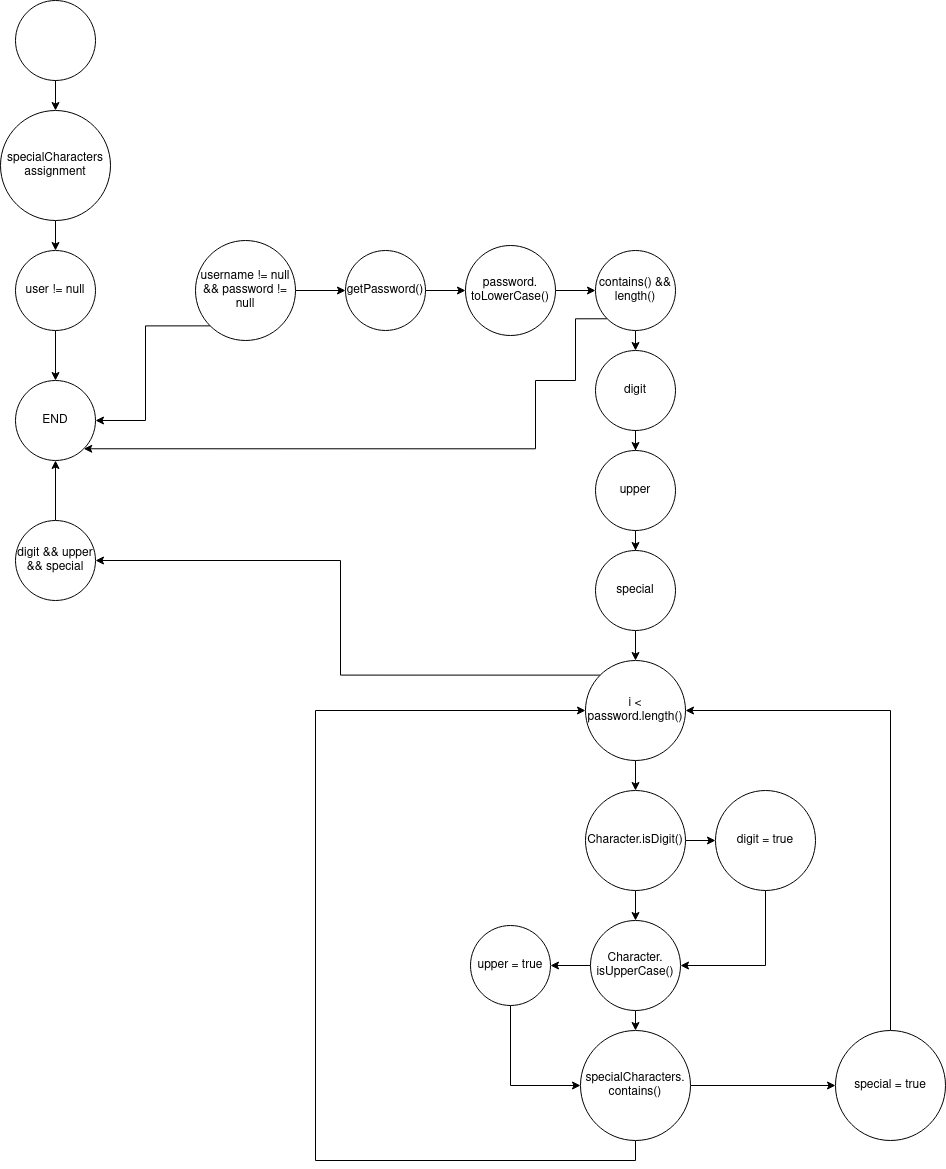 specialCharacters
assignment
user != null
username != null
&& password !=
null
getPassword()
password.
toLowerCase()
contains() &&
length()
END
digit
upper
digit && upper
&& special
special
i <
password.length()
Character.isDigit()
digit = true
upper = true
Character.
isUpperCase()
specialCharacters.
contains()
special = true